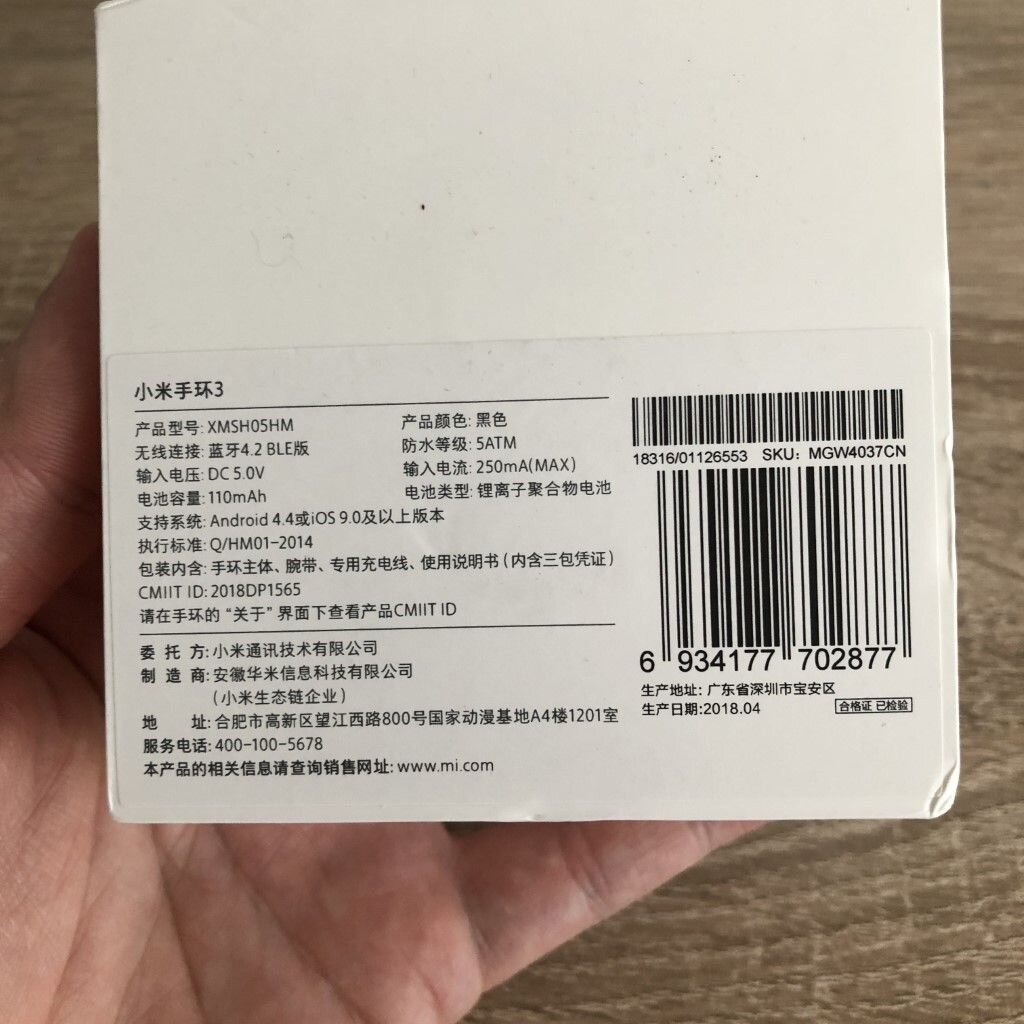 小米手环3
产品型号: XMSH05HM 产品颜色: 黑色
无线连接: 蓝牙4.2 BLE版 防水等级: 5ATM
输入电压: DC 5.0V 输入电流: 250mA(MAX)
电池容量: 110mAh 电池类型: 锂离子聚合物电池
支持系统: Android 4.4或iOS 9.0及以上版本
执行标准: Q/HM01-2014
包装内含: 手环主体、腕带、专用充电线、使用说明书(内含三包凭证)
CMIIT ID: 2018DP1565
请在手环的“关于”界面下查看产品CMIIT ID
委托方: 小米通讯技术有限公司
制造商: 安徽华米信息科技有限公司
(小米生态链企业)
地址: 合肥市高新区望江西路800号国家动漫基地A4楼1201室
服务电话: 400-100-5678
本产品的相关信息请查询销售网址: www.mi.com
18316/01126553 SKU: MGW4037CN
6 934177 702877
生产地址: 广东省深圳市宝安区
生产日期:2018.04 合格证 已检验